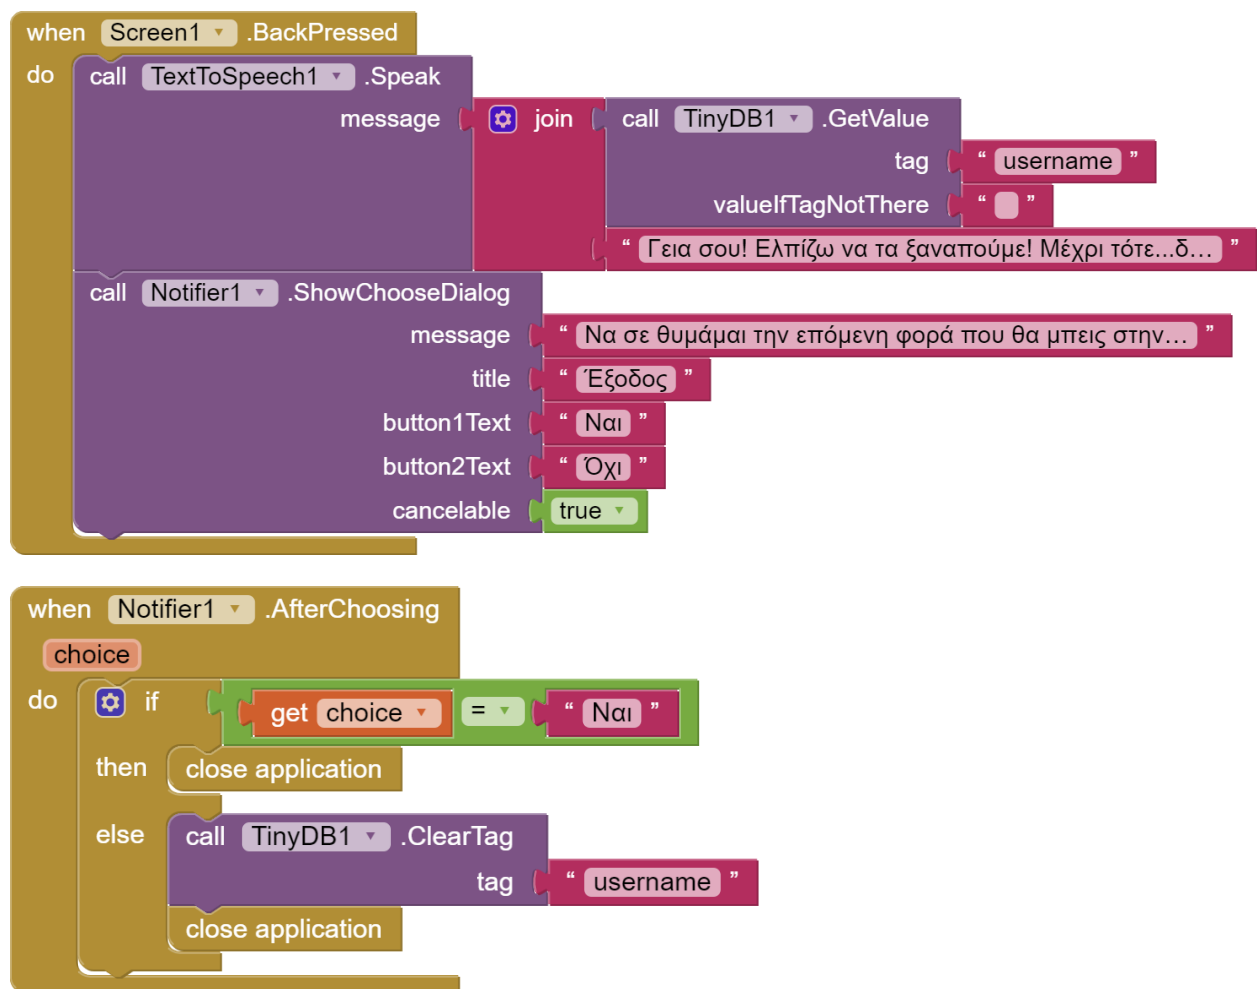 when Screen1 .BackPressed
do call TextToSpeech1 .Speak
message join call TinyDB1 .GetValue
tag " username "
valueIfTagNotThere " "
" Γεια σου! Ελπίζω να τα ξαναπούμε! Μέχρι τότε...δ... "
call Notifier1 .ShowChooseDialog
message " Να σε θυμάμαι την επόμενη φορά που θα μπεις στην... "
title " Έξοδος "
button1Text " Ναι "
button2Text " Όχι "
cancelable true
when Notifier1 .AfterChoosing
choice
do if get choice = " Ναι "
then close application
else call TinyDB1 .ClearTag
tag " username "
close application